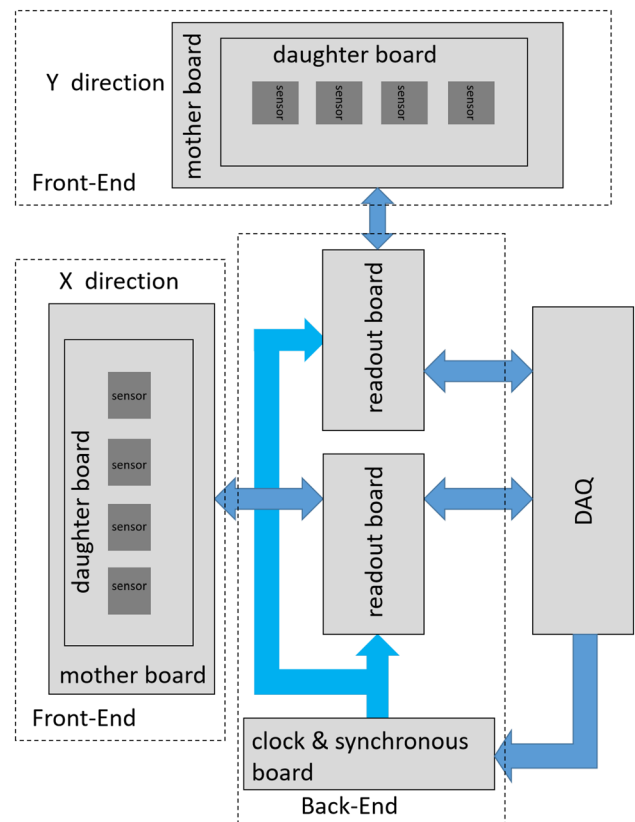 daughter board
Y direction
mother board
sensor
sensor
sensor
sensor
Front-End
X direction
readout board
sensor
sensor
sensor
sensor
daughter board
readout board
DAQ
mother board
Front-End
clock & synchronous
board
Back-End